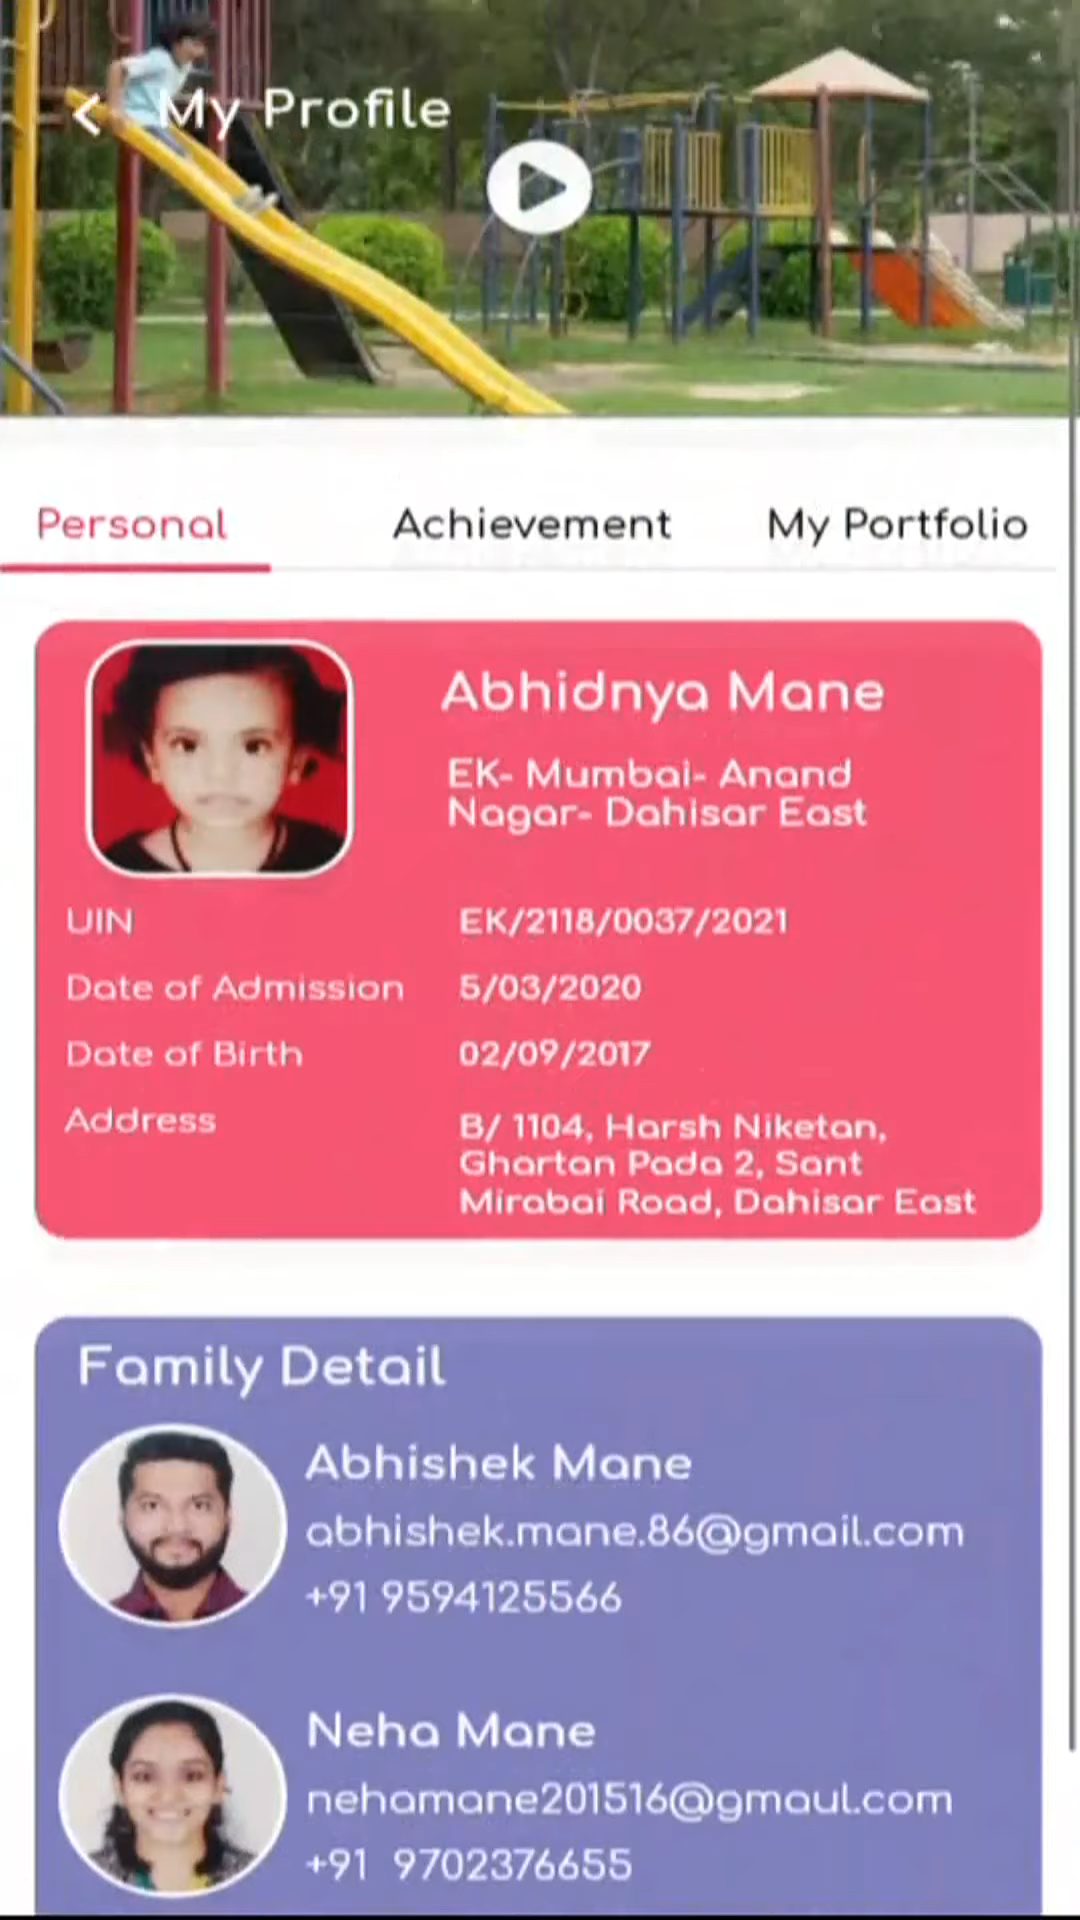 My Profile
Personal
Achievement
My Portfolio
Abhidnya Mane
EK- Mumbai- Anand
Nagar- Dahisar East
UIN
EK/2118/0037/2021
Date of Admission
5/03/2020
Date of Birth
02/09/2017
Address
B/ 1104, Harsh Niketan,
Ghartan Pada 2, Sant
Mirabai Road, Dahisar East
Family Detail
Abhishek Mane
abhishek.mane.86@gmail.com
+91 9594125566
Neha Mane
nehamane201516@gmaul.com
+91 9702376655